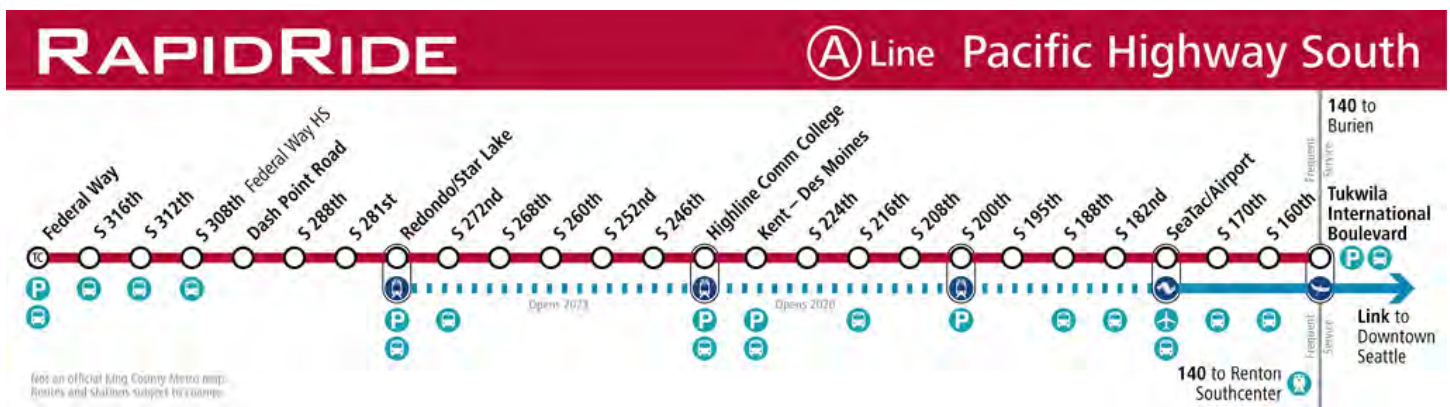 RAPIDRIDE
A Line Pacific Highway South
Federal Way
S 316th
S 312th
S 308th Federal Way HS
Dash Point Road
S 288th
S 281st
Redondo/Star Lake
S 272nd
S 268th
S 260th
S 252nd
S 246th
Highline Comm College
Kent – Des Moines
S 224th
S 216th
S 208th
S 200th
S 195th
S 188th
S 182nd
SeaTac/Airport
S 170th
S 160th
140 to
Burien
Frequent
Service
Tukwila
International
Boulevard
TC
P
P
P
P
P
P
Opens 2023
Opens 2020
Frequent
Service
Link to
Downtown
Seattle
140 to Renton
Southcenter
Not an official King County Metro map.
Routes and stations subject to change.